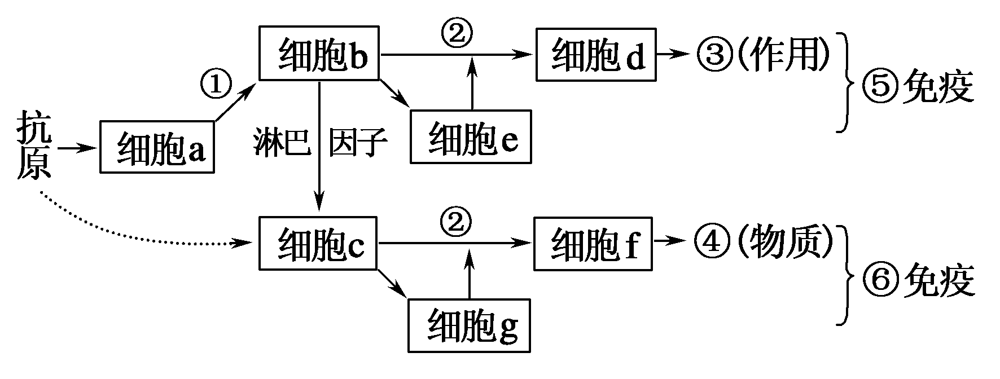 ②
细胞b
细胞d
③(作用)
①
⑤免疫
抗原
细胞a
淋巴因子
细胞e
②
细胞c
细胞f
④(物质)
⑥免疫
细胞g